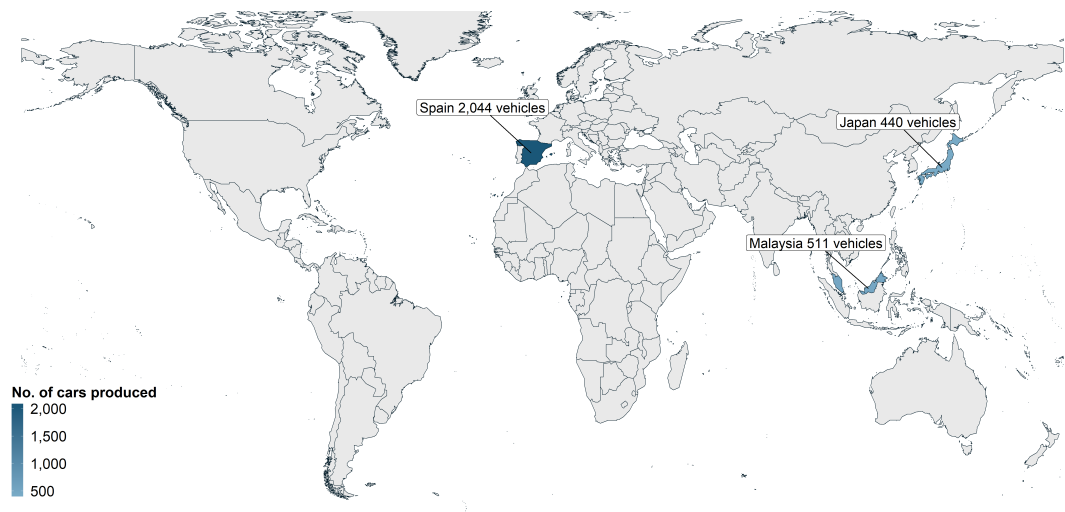 Spain 2,044 vehicles
Japan 440 vehicles
Malaysia 511 vehicles
No. of cars produced
2,000
1,500
1,000
500